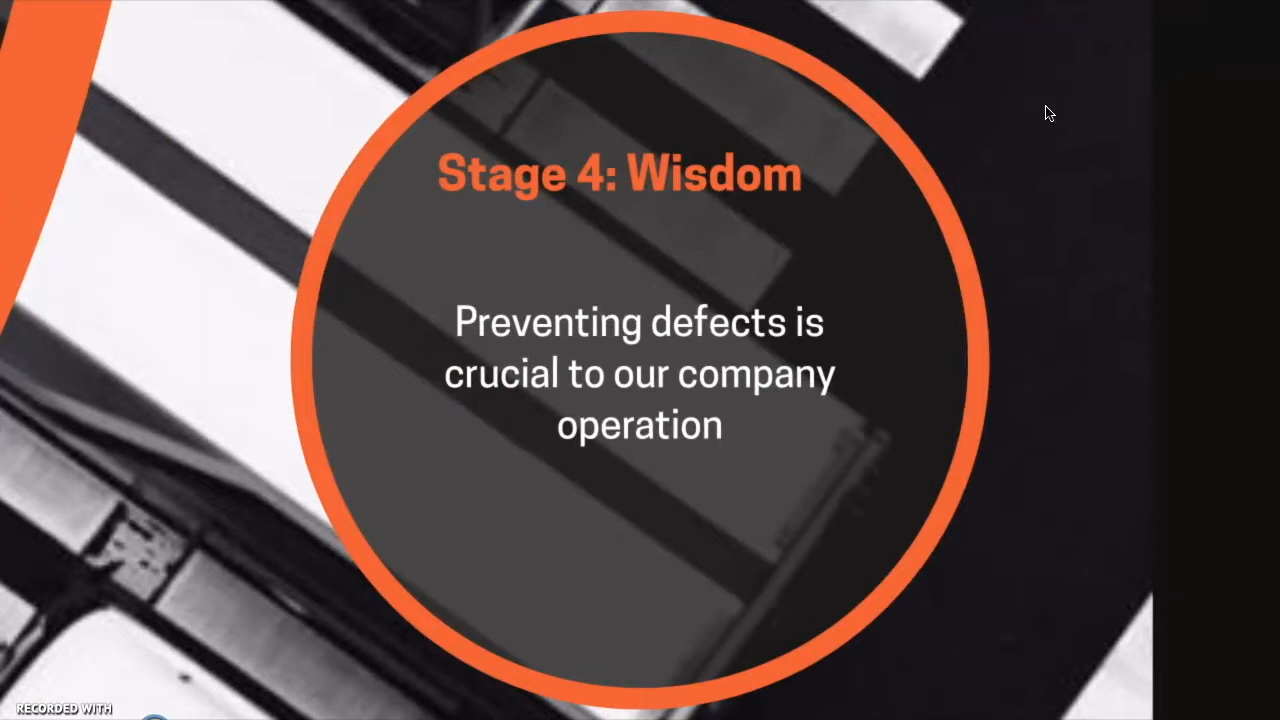 Stage 4: Wisdom
Preventing defects is
crucial to our company
operation
RECORDED WITH